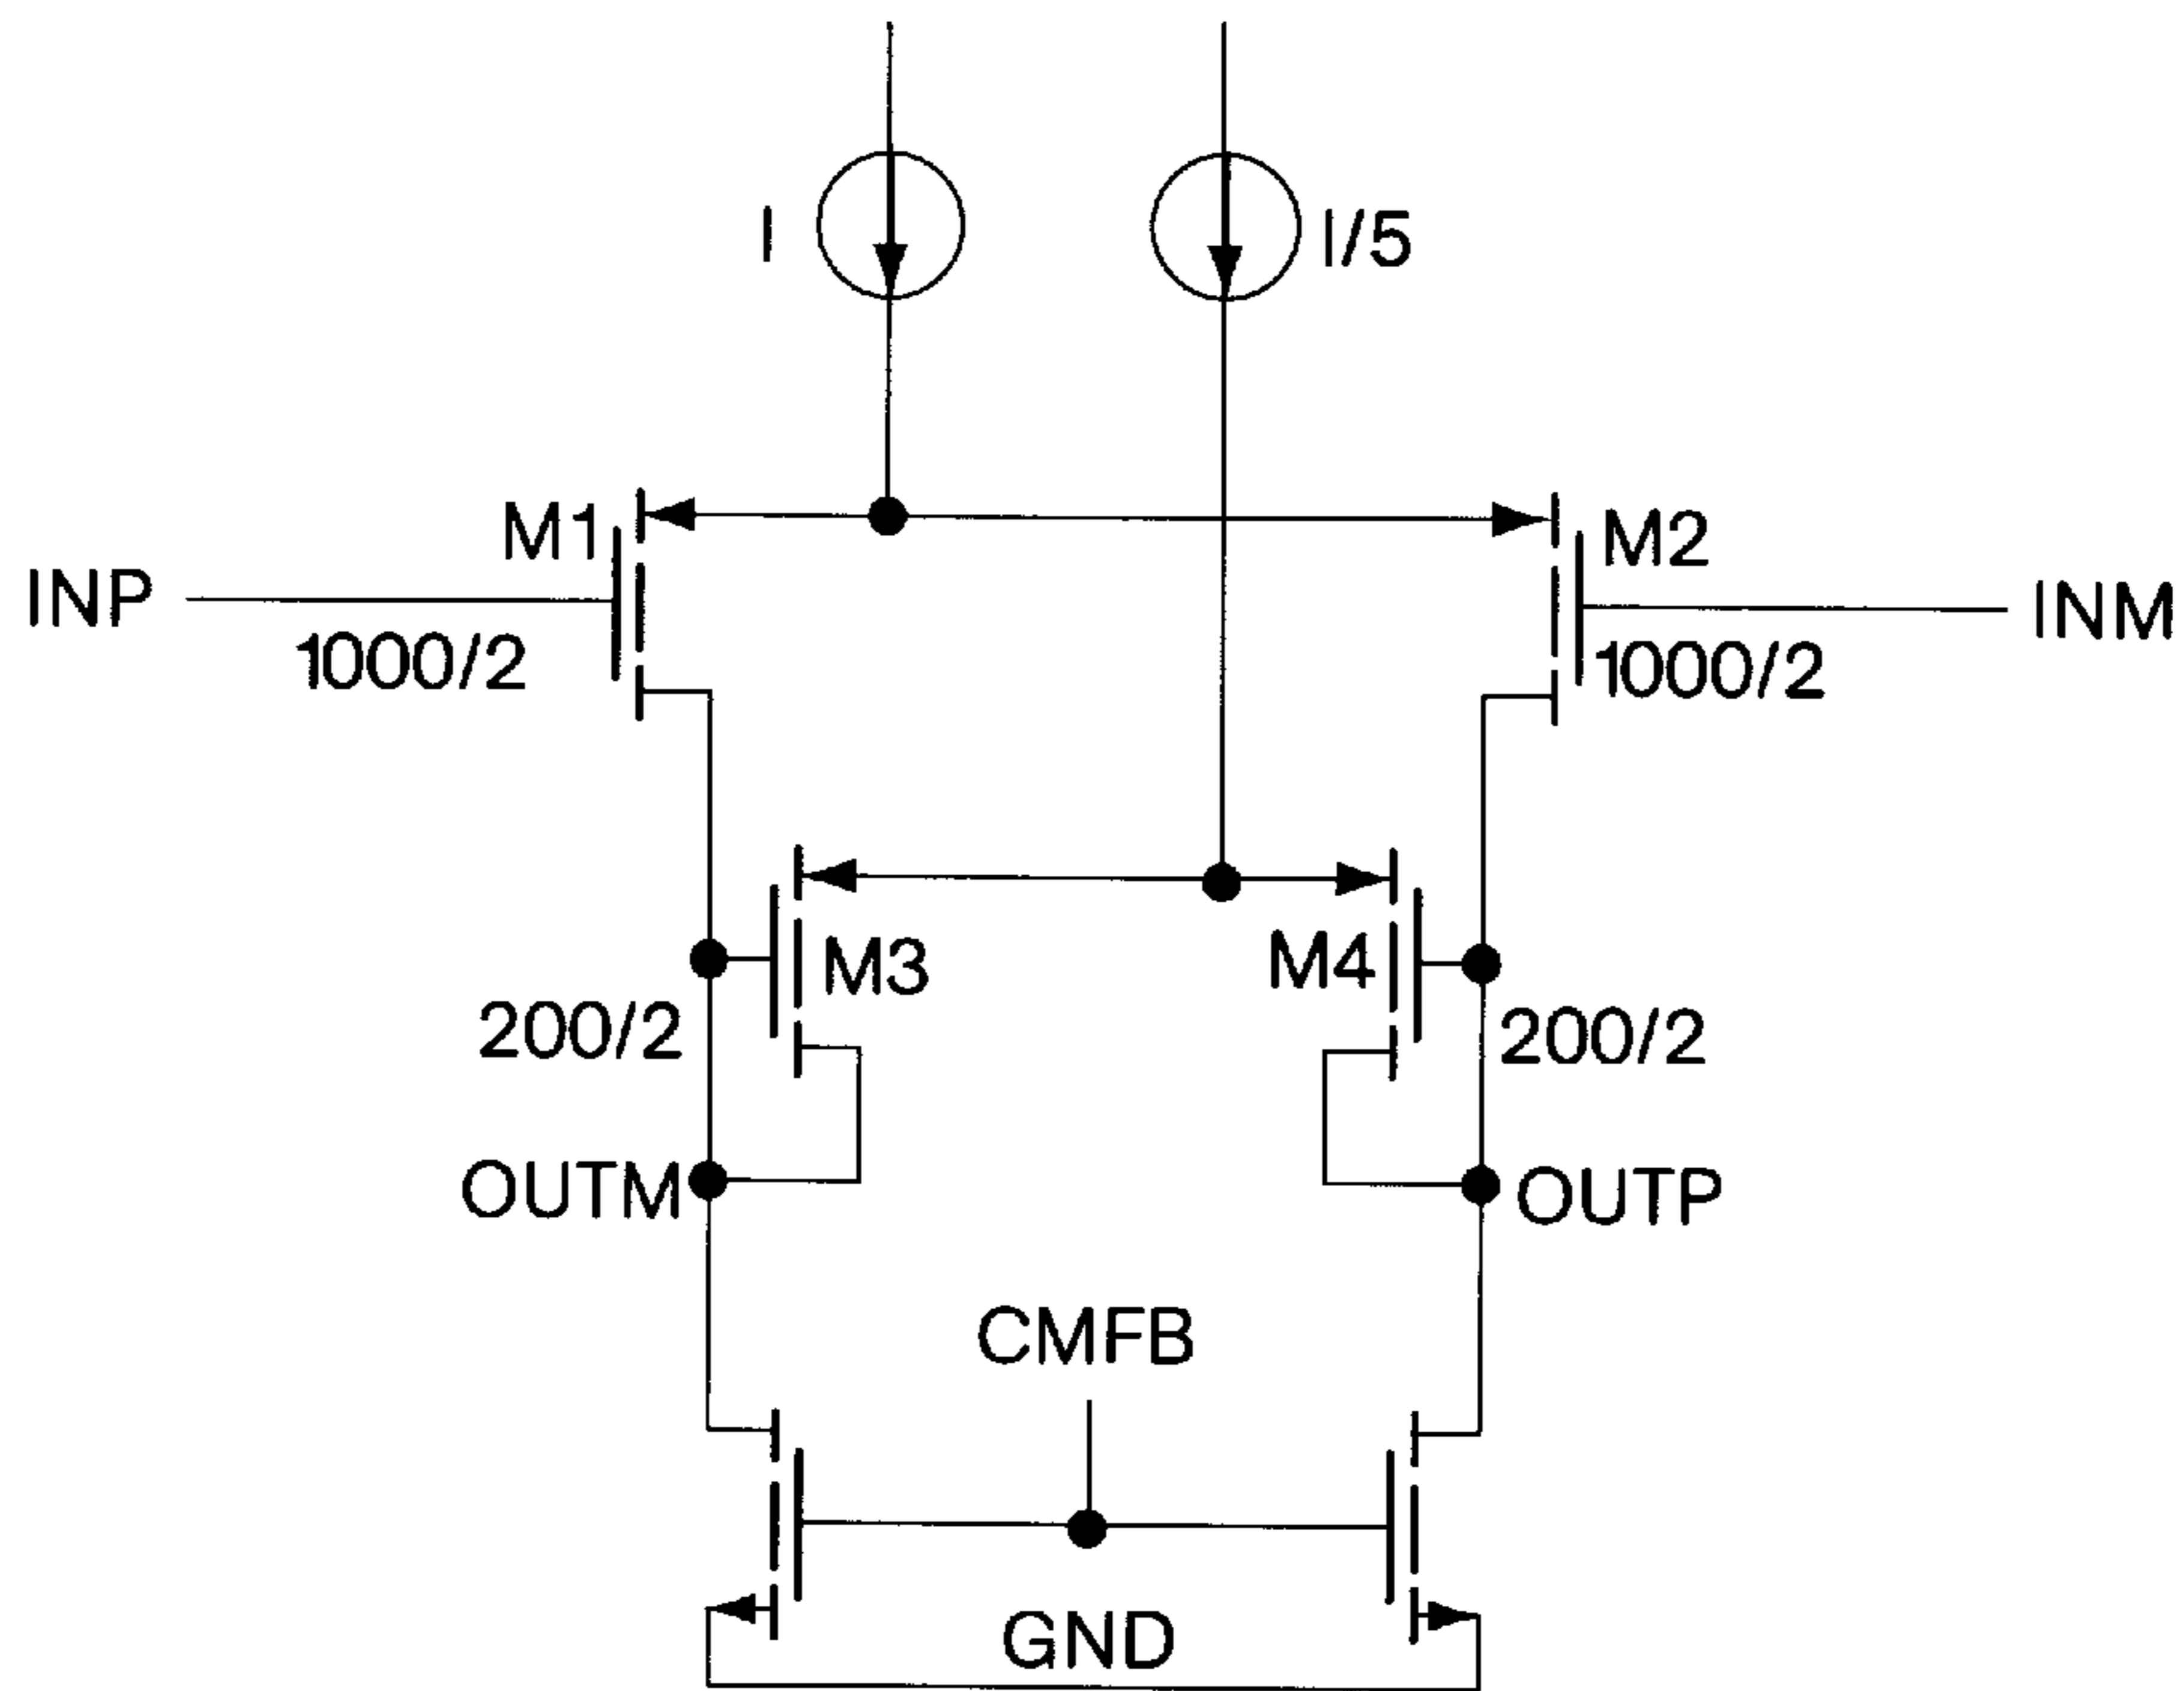 I
I/5
M1
M2
INP
INM
1000/2
1000/2
M3
M4
200/2
200/2
OUTM
OUTP
CMFB
GND